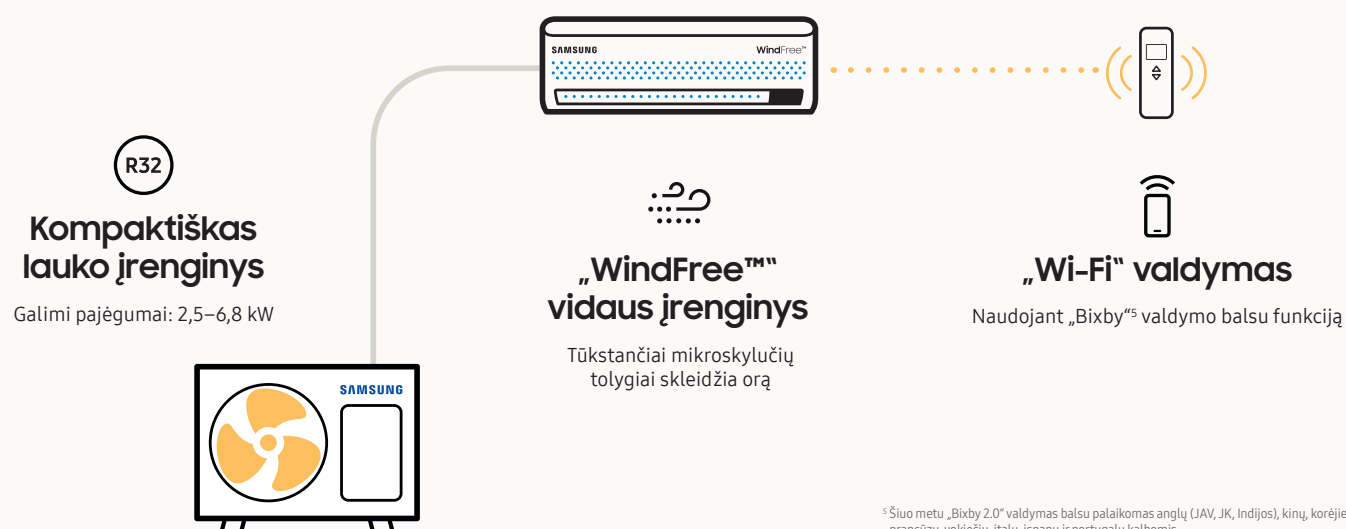 SAMSUNG WindFree™
R32
Kompaktiškas
lauko įrenginys
Galimi pajėgumai: 2,5–6,8 kW
SAMSUNG
„WindFree™“
vidaus įrenginys
Tūkstančiai mikroskylučių
tolygiai skleidžia orą
„Wi-Fi“ valdymas
Naudojant „Bixby“⁵ valdymo balsu funkciją
⁵ Šiuo metu „Bixby 2.0“ valdymas balsu palaikomas anglų (JAV, JK, Indijos), kinų,